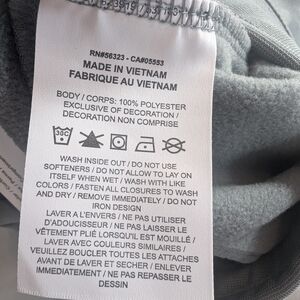 RN#56323 - CA#05553
MADE IN VIETNAM
FABRIQUE AU VIETNAM
BODY / CORPS: 100% POLYESTER
EXCLUSIVE OF DECORATION /
DECORATION NON COMPRISE
30C
WASH INSIDE OUT / DO NOT USE
SOFTENERS / DO NOT ALLOW TO LAY ON
ITSELF WHEN WET / WASH WITH LIKE
COLORS / FASTEN ALL CLOSURES TO WASH
AND DRY / REMOVE IMMEDIATELY / DO NOT
IRON DESIGN
LAVER A L'ENVERS / NE PAS UTILISER
D'ADOUCISSEUR / NE PAS LAISSER LE
VÊTEMENT PLIÉ LORSQU'IL EST MOUILLÉ /
LAVER AVEC COULEURS SIMILAIRES /
VEUILLEZ BOUCLER TOUTES LES ATTACHES
AVANT DE LAVER ET SECHER / ENLEVER
IMMEDIATEMENT / NE PAS REPASSER LE
DESSIN